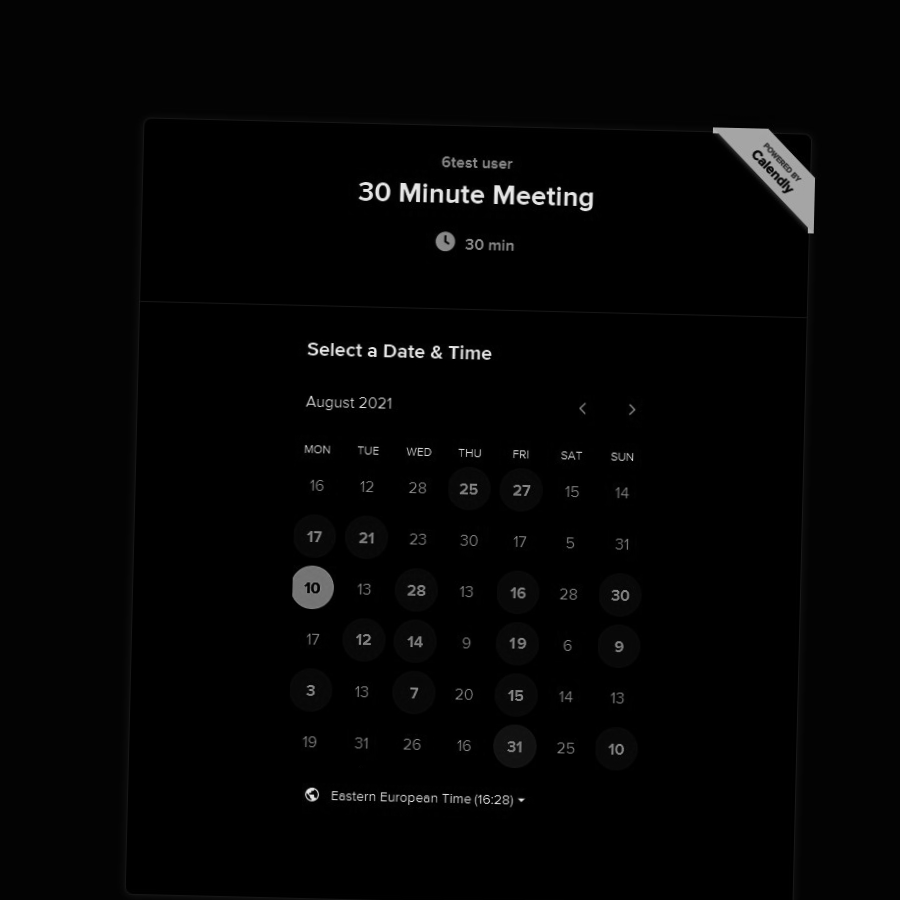 POWERED BY
Calendly
6test user
30 Minute Meeting
30 min
Select a Date & Time
August 2021
MON TUE WED THU FRI SAT SUN
16 12 28 25 27 15 14
17 21 23 30 17 5 31
10 13 28 13 16 28 30
17 12 14 9 19 6 9
3 13 7 20 15 14 13
19 31 26 16 31 25 10
Eastern European Time (16:28)